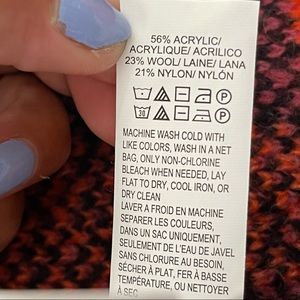 56% ACRYLIC/
ACRYLIQUE/ ACRILICO
23% WOOL/ LAINE/ LANA
21% NYLON/ NYLÓN
P
30 P
MACHINE WASH COLD WITH
LIKE COLORS, WASH IN A NET
BAG, ONLY NON-CHLORINE
BLEACH WHEN NEEDED, LAY
FLAT TO DRY, COOL IRON, OR
DRY CLEAN
LAVER A FROID EN MACHINE
SEPARER LES COULEURS,
DANS UN SAC UNIQUEMENT,
SEULEMENT DE L'EAU DE JAVEL
SANS CHLORURE AU BESOIN,
SÉCHER À PLAT, FER À BASSE
TEMPÉRATURE, OU NETTOYER
À SEC